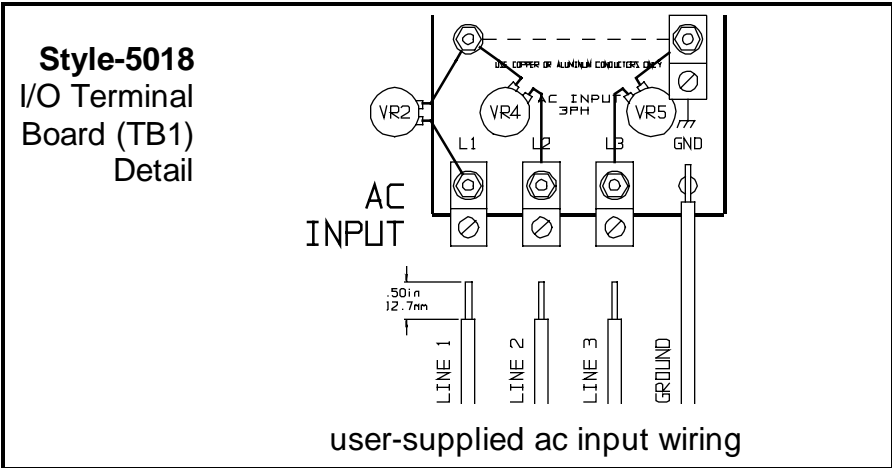 Style-5018
I/O Terminal
Board (TB1)
Detail
USE COPPER OR ALUMINUM CONDUCTORS ONLY
VR2
VR4
AC INPUT
3PH
VR5
L1
L2
L3
GND
AC
INPUT
.50in
12.7mm
LINE 1
LINE 2
LINE 3
GROUND
user-supplied ac input wiring